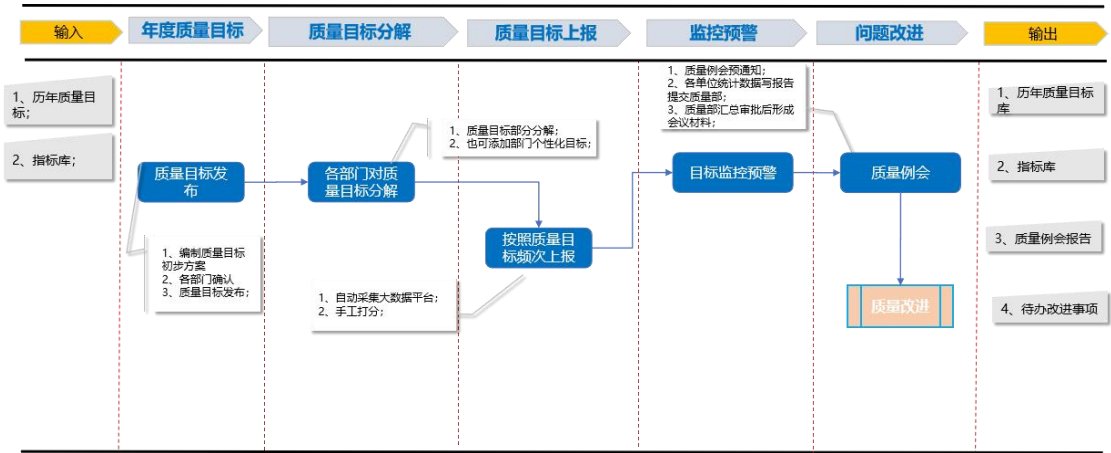 输入
年度质量目标
质量目标分解
质量目标上报
监控预警
问题改进
输出
1、历年质量目
标；
2、指标库；
质量目标发
布
1、编制质量目标
初步方案
2、各部门确认
3、质量目标发布；
各部门对质
量目标分解
1、质量目标部分分解；
2、也可添加部门个性化目标；
按照质量目
标频次上报
1、自动采集大数据平台；
2、手工打分；
目标监控预警
1、质量例会预通知；
2、各单位统计数据写报告
提交质量部；
3、质量部汇总审批后形成
会议材料；
质量例会
质量改进
1、历年质量目标
库
2、指标库
3、质量例会报告
4、待办改进事项